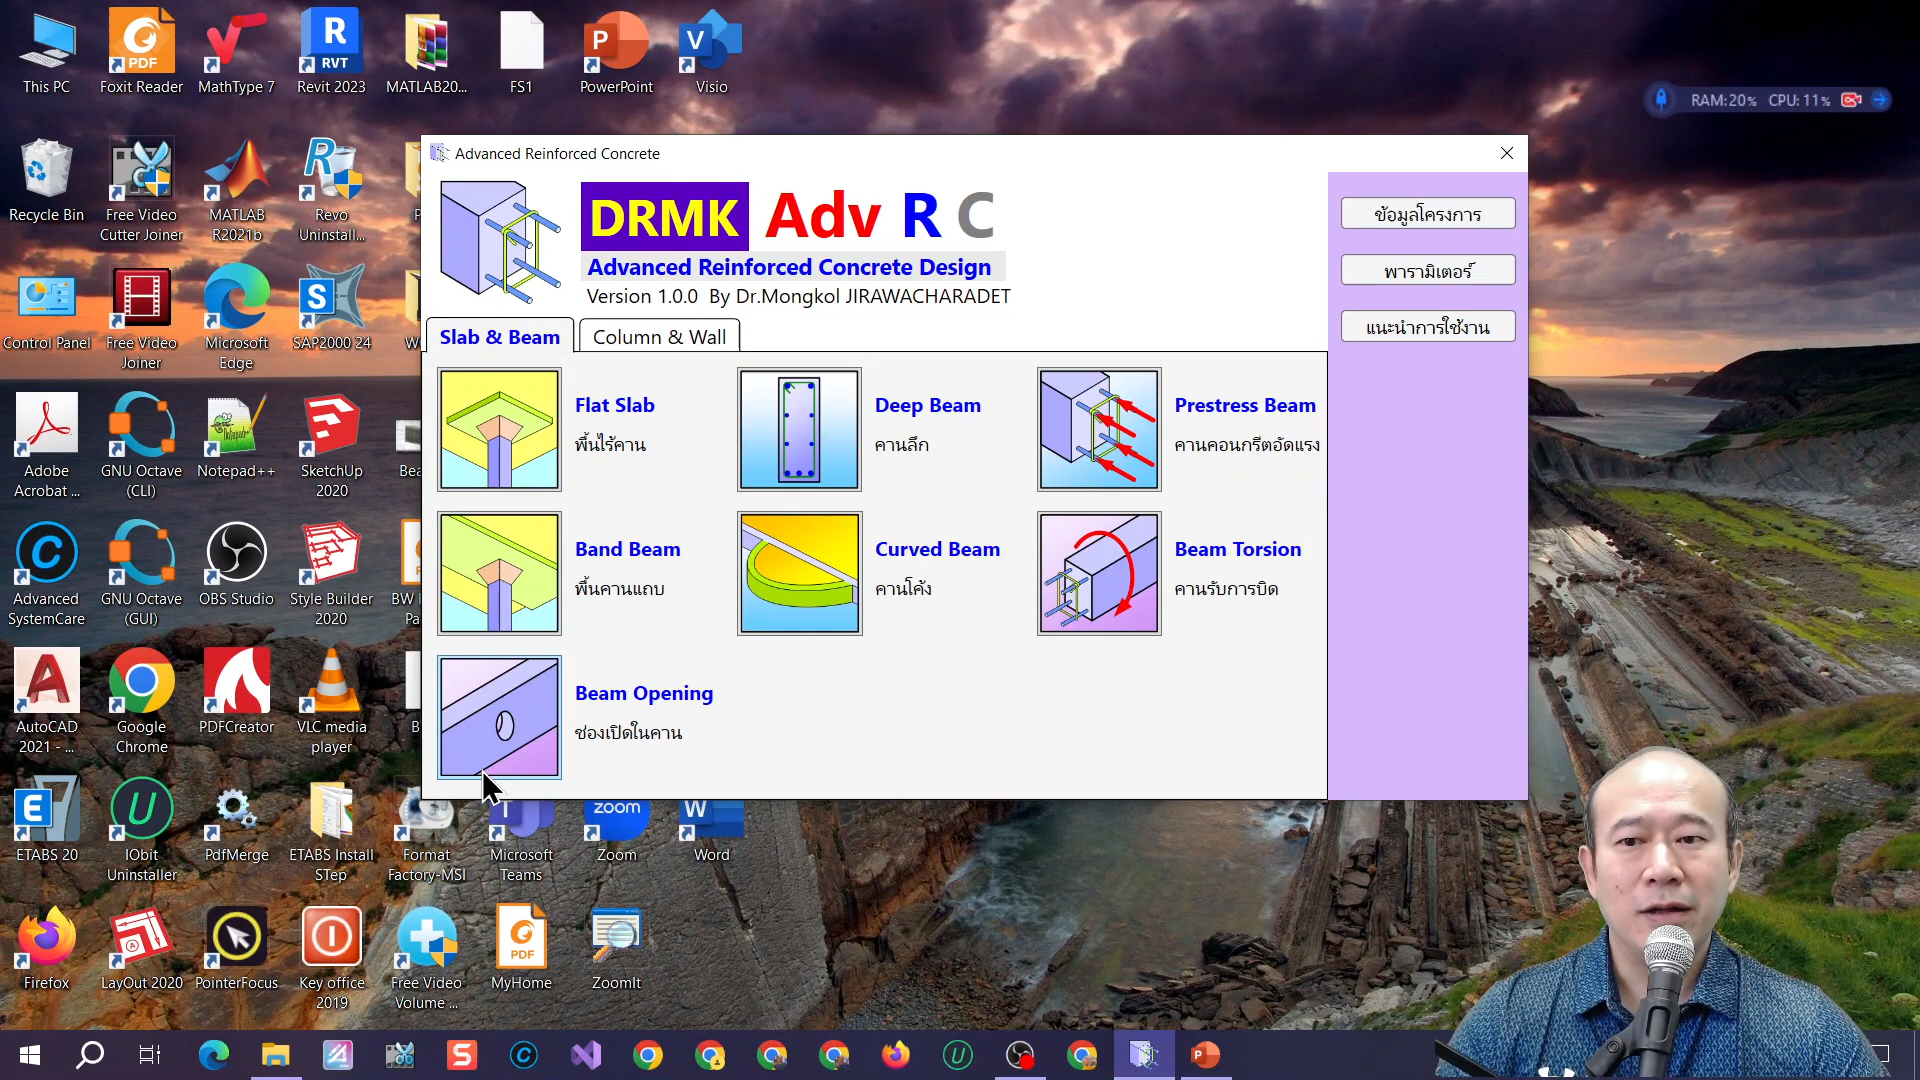 This PC
Foxit Reader
MathType 7
Revit 2023
MATLAB20...
FS1
PowerPoint
Visio
PDF
R
RVT
P
V
RAM:20%
CPU:11%
Recycle Bin
Free Video
Cutter Joiner
MATLAB
R2021b
Revo
Uninstall...
Control Panel
Free Video
Joiner
Microsoft
Edge
SAP2000 24
Adobe
Acrobat ...
GNU Octave
(CLI)
Notepad++
SketchUp
2020
Advanced
SystemCare
GNU Octave
(GUI)
OBS Studio
Style Builder
2020
AutoCAD
2021 - ...
Google
Chrome
PDFCreator
VLC media
player
ETABS 20
IObit
Uninstaller
PdfMerge
ETABS Install
STep
Format
Factory-MSI
Microsoft
Teams
zoom
Zoom
W
Word
Firefox
LayOut 2020
PointerFocus
Key office
2019
Free Video
Volume ...
PDF
MyHome
ZoomIt
Advanced Reinforced Concrete
DRMK Adv R C
Advanced Reinforced Concrete Design
Version 1.0.0 By Dr.Mongkol JIRAWACHARADET
Slab & Beam
Column & Wall
Flat Slab
พื้นไร้คาน
Deep Beam
คานลึก
Prestress Beam
คานคอนกรีตอัดแรง
Band Beam
พื้นคานแถบ
Curved Beam
คานโค้ง
Beam Torsion
คานรับการบิด
Beam Opening
ช่องเปิดในคาน
ข้อมูลโครงการ
พารามิเตอร์
แนะนำการใช้งาน